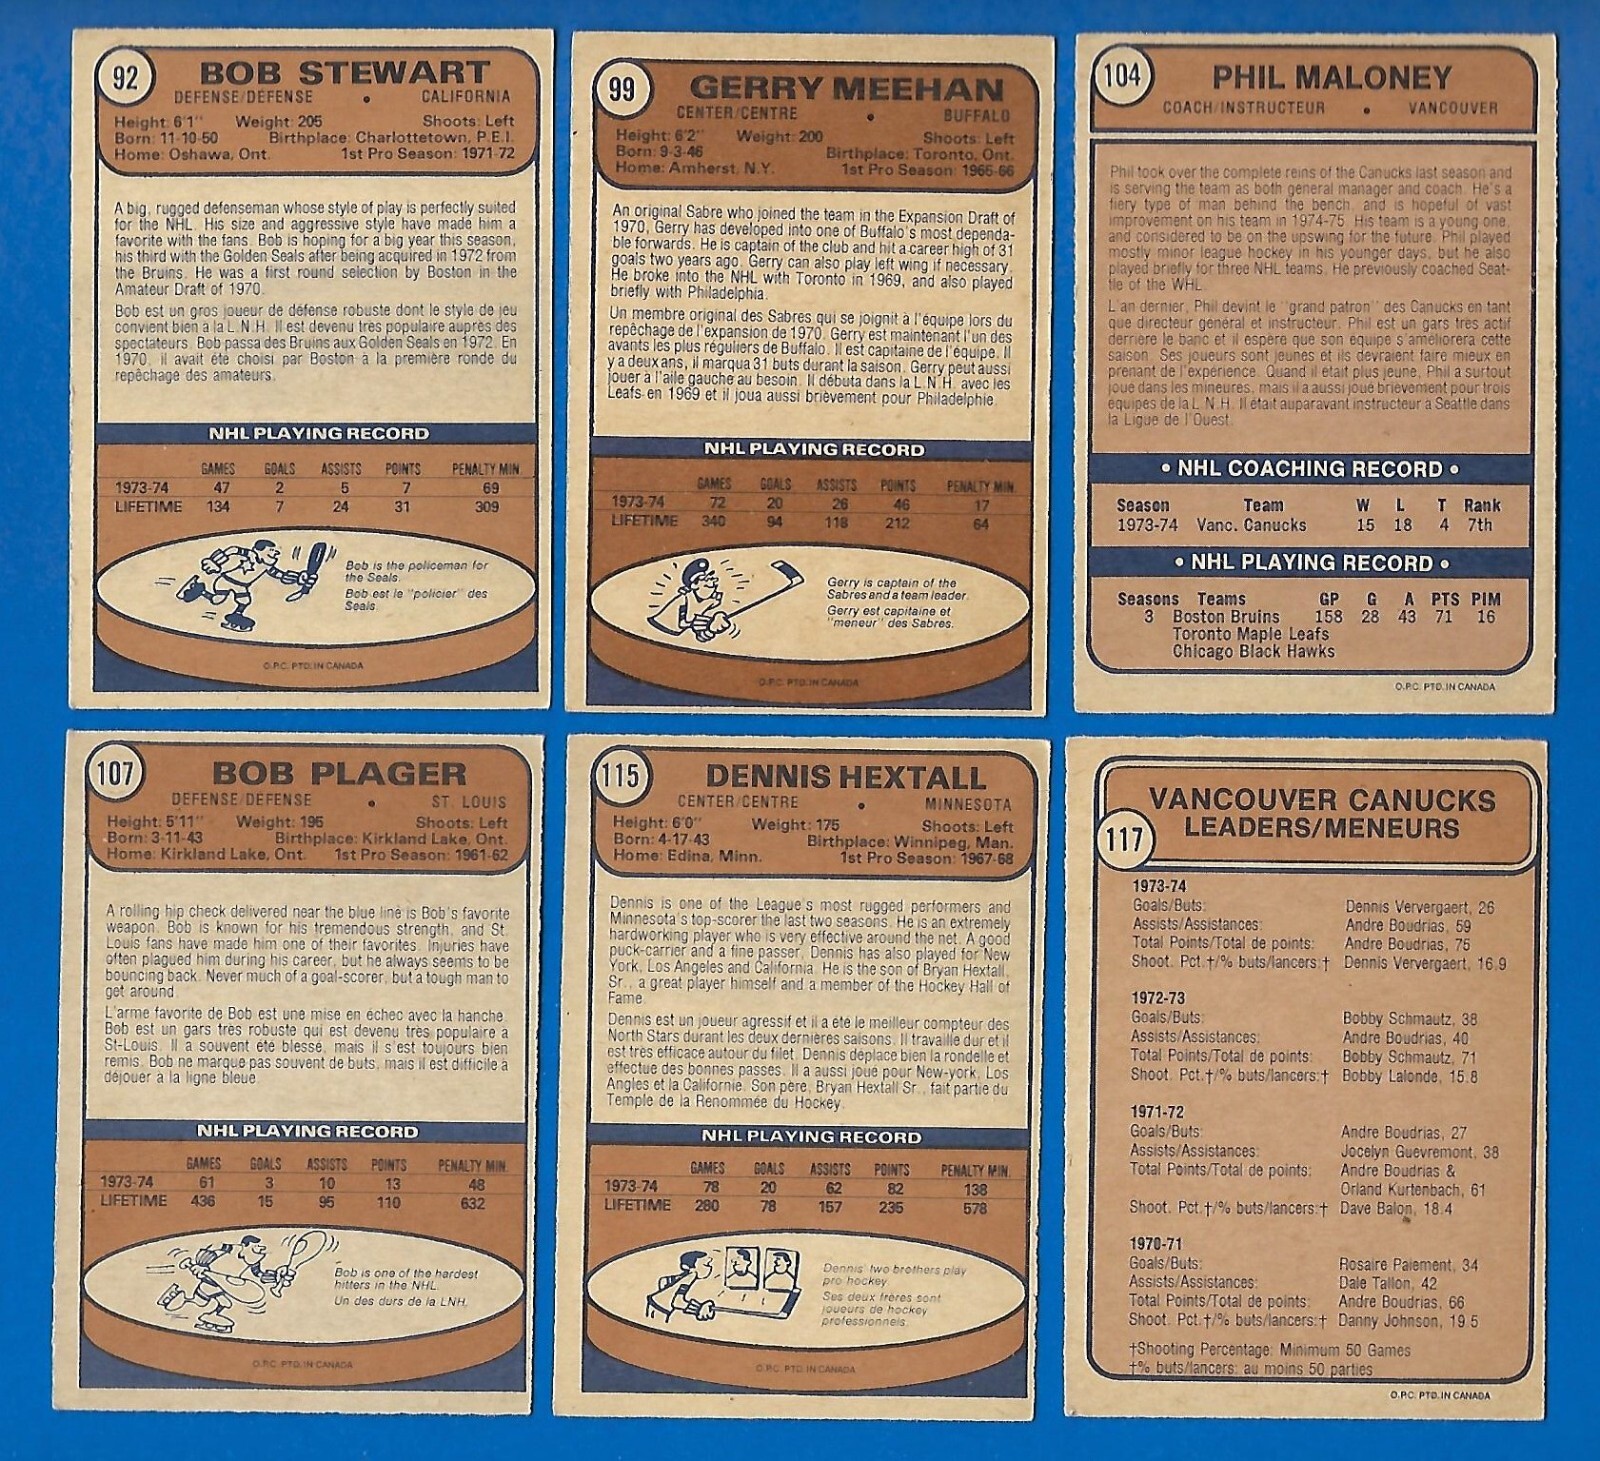 92
BOB STEWART
DEFENSE/DÉFENSE • CALIFORNIA
Height: 6'1" Weight: 205 Shoots: Left
Born: 11-10-50 Birthplace: Charlottetown, P.E.I.
Home: Oshawa, Ont. 1st Pro Season: 1971-72
A big, rugged defenseman whose style of play is perfectly suited
for the NHL. His size and aggressive style have made him a
favorite with the fans. Bob is hoping for a big year this season,
his third with the Golden Seals after being acquired in 1972 from
the Bruins. He was a first round selection by Boston in the
Amateur Draft of 1970.
Bob est un gros joueur de défense robuste dont le style de jeu
convient bien à la L.N.H. Il est devenu très populaire auprès des
spectateurs. Bob passa des Bruins aux Golden Seals en 1972. En
1970, il avait été choisi par Boston à la première ronde du
repêchage des amateurs.
NHL PLAYING RECORD
GAMES GOALS ASSISTS POINTS PENALTY MIN.
1973-74 47 2 5 7 69
LIFETIME 134 7 24 31 309
Bob is the policeman for
the Seals.
Bob est le "policier" des
Seals.
O.P.C. PTD. IN CANADA
99
GERRY MEEHAN
CENTER/CENTRE • BUFFALO
Height: 6'2" Weight: 200 Shoots: Left
Born: 9-3-46 Birthplace: Toronto, Ont.
Home: Amherst, N.Y. 1st Pro Season: 1965-66
An original Sabre who joined the team in the Expansion Draft of
1970, Gerry has developed into one of Buffalo's most dependa-
ble forwards. He is captain of the club and hit a career high of 31
goals two years ago. Gerry can also play left wing if necessary.
He broke into the NHL with Toronto in 1969, and also played
briefly with Philadelphia.
Un membre original des Sabres qui se joignit à l'équipe lors du
repêchage de l'expansion de 1970. Gerry est maintenant l'un des
avants les plus réguliers de Buffalo. Il est capitaine de l'équipe. Il
y a deux ans, il marqua 31 buts durant la saison. Gerry peut aussi
jouer à l'aile gauche au besoin. Il débuta dans la L.N.H. avec les
Leafs en 1969 et il joua aussi brièvement pour Philadelphie.
NHL PLAYING RECORD
GAMES GOALS ASSISTS POINTS PENALTY MIN.
1973-74 72 20 26 46 17
LIFETIME 340 94 118 212 64
Gerry is captain of the
Sabres and a team leader.
Gerry est capitaine et
"meneur" des Sabres.
O.P.C. PTD. IN CANADA
104
PHIL MALONEY
COACH/INSTRUCTEUR • VANCOUVER
Phil took over the complete reins of the Canucks last season and
is serving the team as both general manager and coach. He's a
fiery type of man behind the bench, and is hopeful of vast
improvement on his team in 1974-75. His team is a young one,
and considered to be on the upswing for the future. Phil played
mostly minor league hockey in his younger days, but he also
played briefly for three NHL teams. He previously coached Seat-
tle of the WHL.
L'an dernier, Phil devint le "grand patron" des Canucks en tant
que directeur général et instructeur. Phil est un gars très actif
derrière le banc et il espère que son équipe s'améliorera cette
saison. Ses joueurs sont jeunes et ils devraient faire mieux en
prenant de l'expérience. Quand il était plus jeune, Phil a surtout
joué dans les mineures, mais il a aussi joué brièvement pour trois
équipes de la L.N.H. Il était auparavant instructeur à Seattle dans
la Ligue de l'Ouest.
• NHL COACHING RECORD •
Season Team W L T Rank
1973-74 Vanc. Canucks 15 18 4 7th
• NHL PLAYING RECORD •
Seasons Teams GP G A PTS PIM
3 Boston Bruins 158 28 43 71 16
Toronto Maple Leafs
Chicago Black Hawks
O.P.C. PTD. IN CANADA
107
BOB PLAGER
DEFENSE/DÉFENSE • ST. LOUIS
Height: 5'11" Weight: 195 Shoots: Left
Born: 3-11-43 Birthplace: Kirkland Lake, Ont.
Home: Kirkland Lake, Ont. 1st Pro Season: 1961-62
A rolling hip check delivered near the blue line is Bob's favorite
weapon. Bob is known for his tremendous strength, and St.
Louis fans have made him one of their favorites. Injuries have
often plagued him during his career, but he always seems to be
bouncing back. Never much of a goal-scorer, but a tough man to
get around.
L'arme favorite de Bob est une mise en échec avec la hanche.
Bob est un gars très robuste qui est devenu très populaire à
St-Louis. Il a souvent été blessé, mais il s'est toujours bien
remis. Bob ne marque pas souvent de buts, mais il est difficile à
déjouer à la ligne bleue.
NHL PLAYING RECORD
GAMES GOALS ASSISTS POINTS PENALTY MIN.
1973-74 61 3 10 13 48
LIFETIME 436 15 95 110 632
Bob is one of the hardest
hitters in the NHL.
Un des durs de la LNH.
O.P.C. PTD. IN CANADA
115
DENNIS HEXTALL
CENTER/CENTRE • MINNESOTA
Height: 6'0" Weight: 175 Shoots: Left
Born: 4-17-43 Birthplace: Winnipeg, Man.
Home: Edina, Minn. 1st Pro Season: 1967-68
Dennis is one of the League's most rugged performers and
Minnesota's top-scorer the last two seasons. He is an extremely
hardworking player who is very effective around the net. A good
puck-carrier and a fine passer, Dennis has also played for New
York, Los Angeles and California. He is the son of Bryan Hextall,
Sr., a great player himself and a member of the Hockey Hall of
Fame.
Dennis est un joueur agressif et il a été le meilleur compteur des
North Stars durant les deux dernières saisons. Il travaille dur et il
est très efficace autour du filet. Dennis déplace bien la rondelle et
effectue des bonnes passes. Il a aussi joué pour New-york, Los
Angles et la Californie. Son père, Bryan Hextall Sr., fait partie du
Temple de la Renommée du Hockey.
NHL PLAYING RECORD
GAMES GOALS ASSISTS POINTS PENALTY MIN.
1973-74 78 20 62 82 138
LIFETIME 280 78 157 235 578
Dennis' two brothers play
pro hockey.
Ses deux frères sont
joueurs de hockey
professionnels.
O.P.C. PTD. IN CANADA
117
VANCOUVER CANUCKS
LEADERS/MENEURS
1973-74
Goals/Buts: Dennis Ververgaert, 26
Assists/Assistances: Andre Boudrias, 59
Total Points/Total de points: Andre Boudrias, 75
Shoot. Pct.†/% buts/lancers:† Dennis Ververgaert, 16.9
1972-73
Goals/Buts: Bobby Schmautz, 38
Assists/Assistances: Andre Boudrias, 40
Total Points/Total de points: Bobby Schmautz, 71
Shoot. Pct.†/% buts/lancers:† Bobby Lalonde, 15.8
1971-72
Goals/Buts: Andre Boudrias, 27
Assists/Assistances: Jocelyn Guevremont, 38
Total Points/Total de points: Andre Boudrias &
Orland Kurtenbach, 61
Shoot. Pct.†/% buts/lancers:† Dave Balon, 18.4
1970-71
Goals/Buts: Rosaire Paiement, 34
Assists/Assistances: Dale Tallon, 42
Total Points/Total de points: Andre Boudrias, 66
Shoot. Pct.†/% buts/lancers:† Danny Johnson, 19.5
†Shooting Percentage: Minimum 50 Games
†% buts/lancers: au moins 50 parties
O.P.C. PTD. IN CANADA